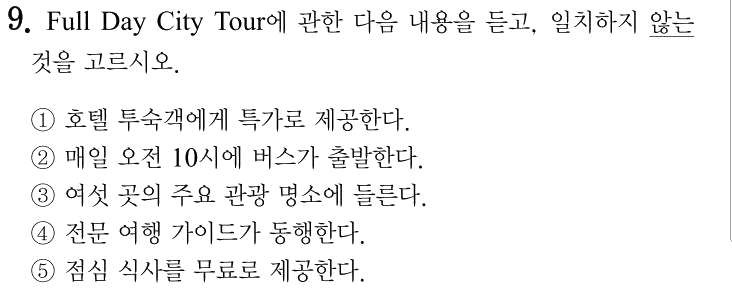 9. Full Day City Tour에 관한 다음 내용을 듣고, 일치하지 않는
것을 고르시오.
① 호텔 투숙객에게 특가로 제공한다.
② 매일 오전 10시에 버스가 출발한다.
③ 여섯 곳의 주요 관광 명소에 들른다.
④ 전문 여행 가이드가 동행한다.
⑤ 점심 식사를 무료로 제공한다.